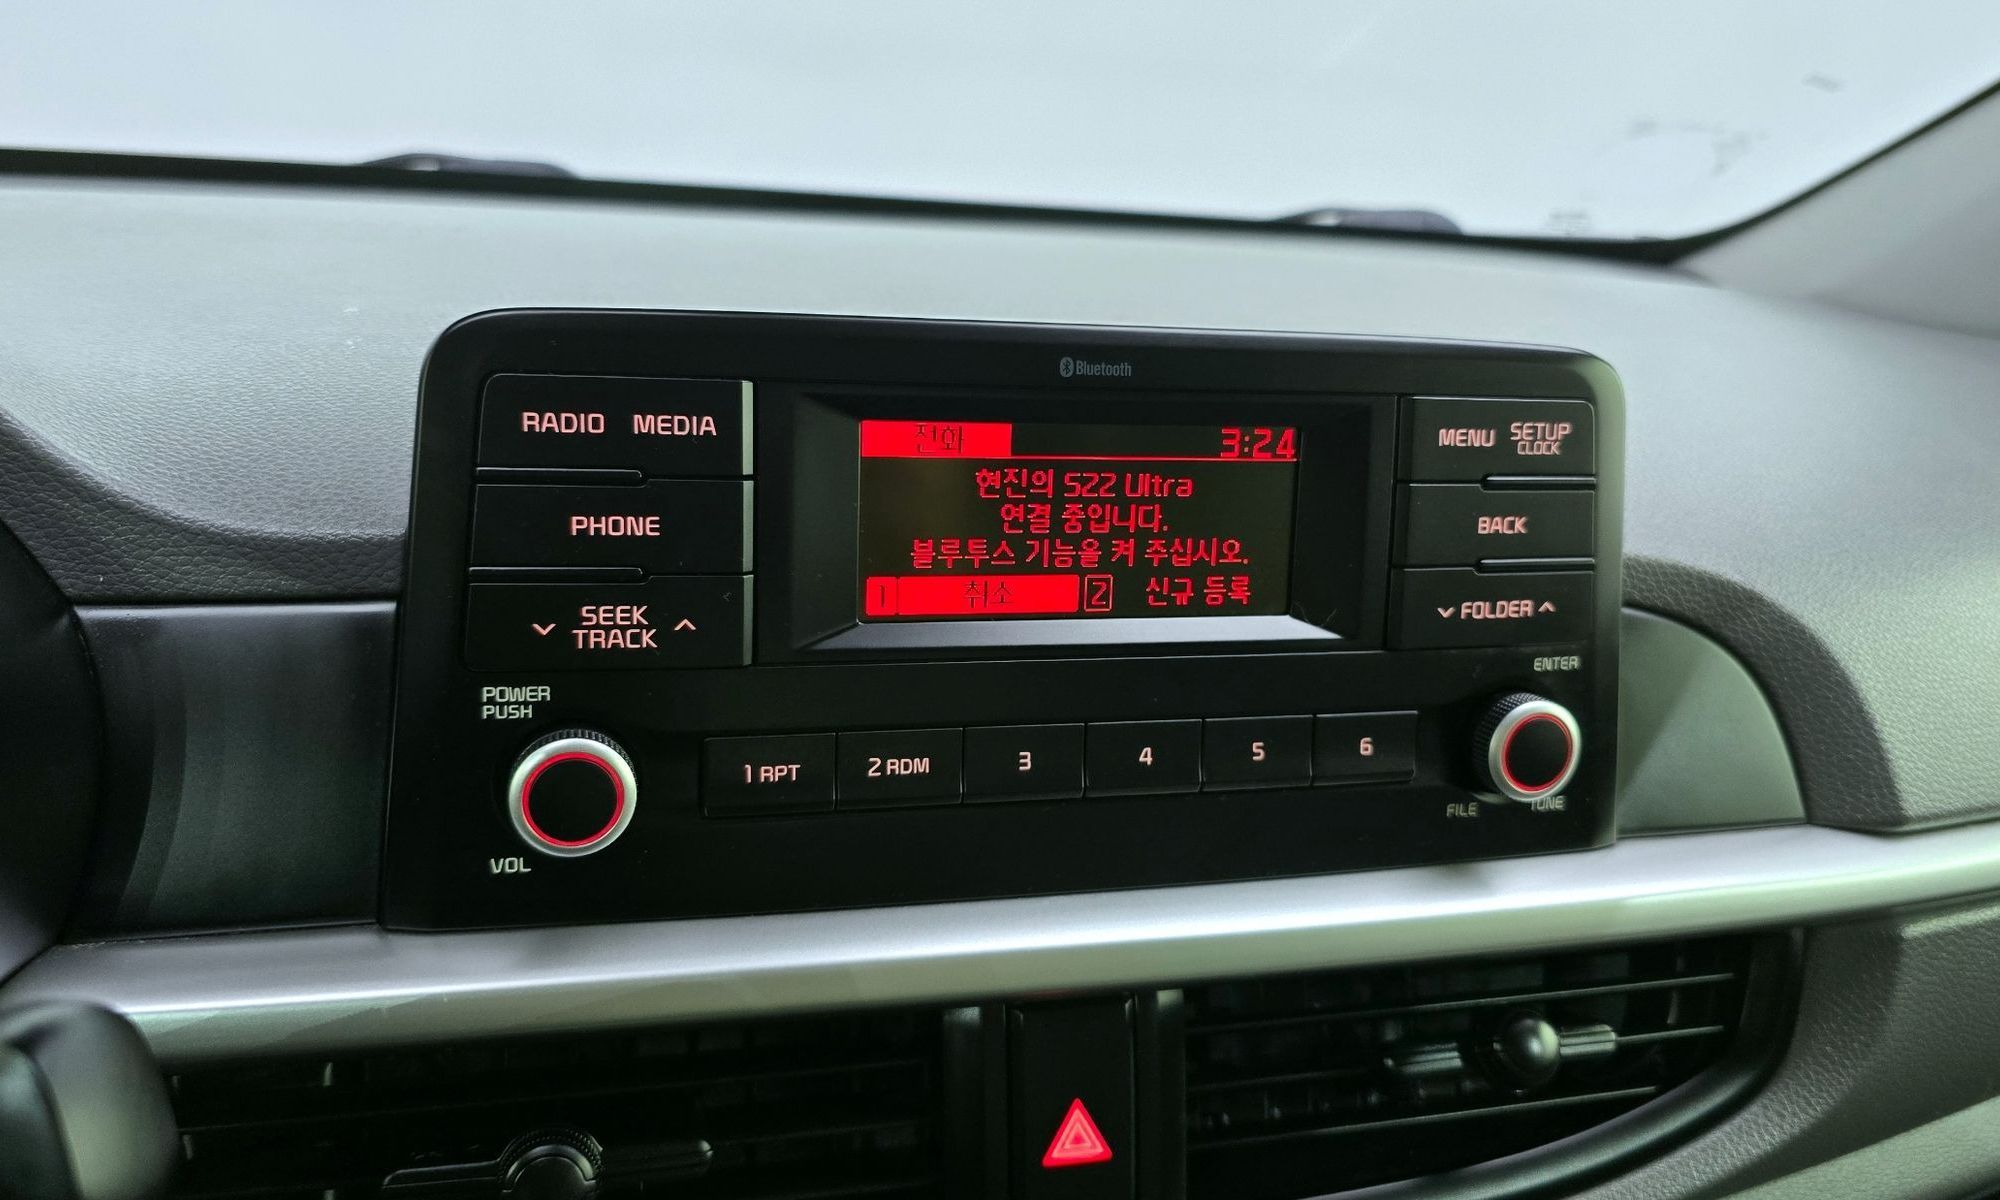 Bluetooth
RADIO MEDIA
PHONE
SEEK
TRACK
POWER
PUSH
VOL
전화 3:24
현진의 S22 Ultra
연결 중입니다.
블루투스 기능을 켜 주십시오.
1 취소 2 신규 등록
MENU SETUP
CLOCK
BACK
FOLDER
ENTER
1 RPT 2 RDM 3 4 5 6
FILE TUNE